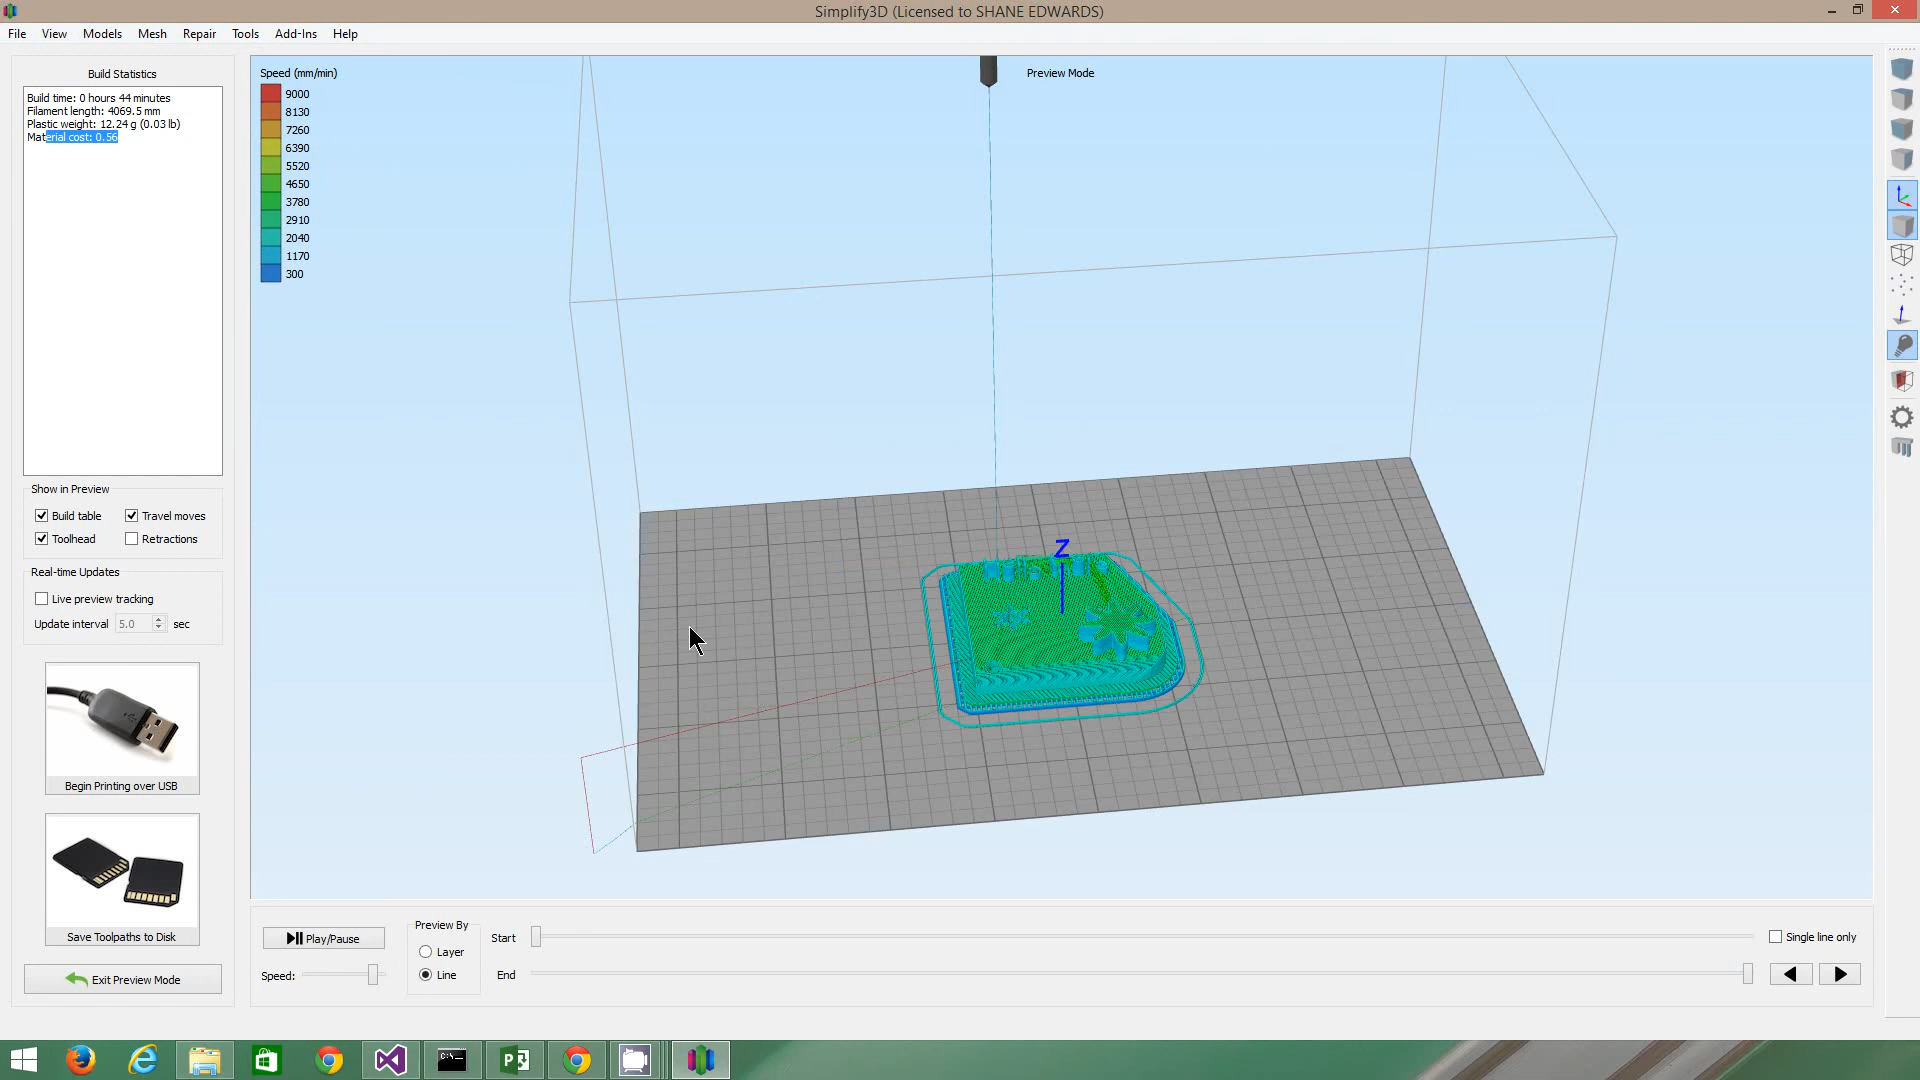 Simplify3D (Licensed to SHANE EDWARDS)
File View Models Mesh Repair Tools Add-Ins Help
Build Statistics
Build time: 0 hours 44 minutes
Filament length: 4069.5 mm
Plastic weight: 12.24 g (0.03 lb)
Material cost: 0.56
Show in Preview
Build table
Travel moves
Toolhead
Retractions
Real-time Updates
Live preview tracking
Update interval 5.0 sec
Begin Printing over USB
Save Toolpaths to Disk
Exit Preview Mode
Speed (mm/min)
9000
8130
7260
6390
5520
4650
3780
2910
2040
1170
300
Preview Mode
Z
Play/Pause
Speed:
Preview By
Layer
Line
Start
End
Single line only